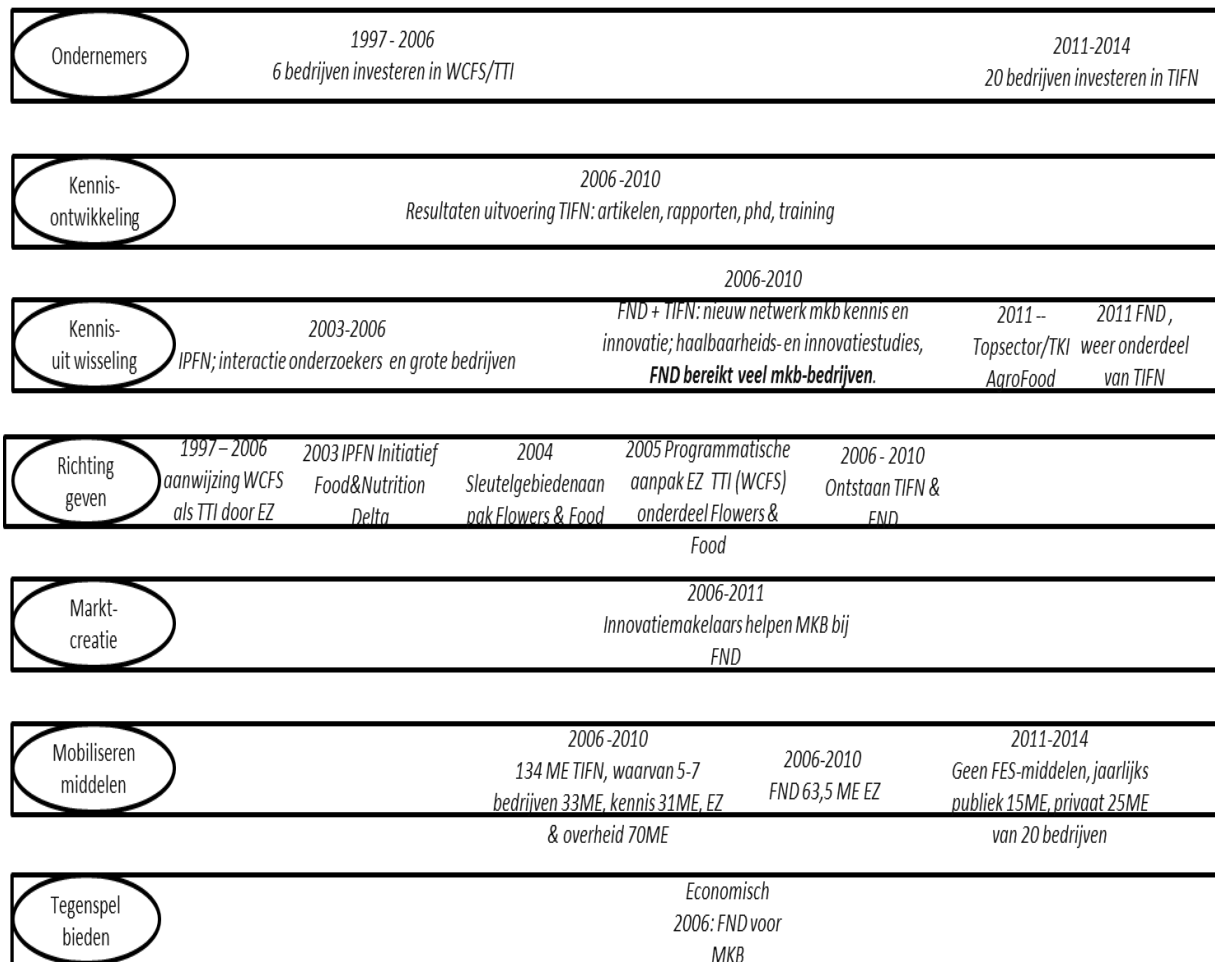 Ondernemers
1997 - 2006
6 bedrijven investeren in WCFS/TTI
2011-2014
20 bedrijven investeren in TIFN
Kennis-
ontwikkeling
2006 -2010
Resultaten uitvoering TIFN: artikelen, rapporten, phd, training
Kennis-
uit wisseling
2003-2006
IPFN; interactie onderzoekers en grote bedrijven
2006-2010
FND + TIFN: nieuw netwerk mkb kennis en
innovatie; haalbaarheids- en innovatiestudies,
FND bereikt veel mkb-bedrijven.
2011 --
Topsector/TKI
AgroFood
2011 FND ,
weer onderdeel
van TIFN
Richting
geven
1997 – 2006
aanwijzing WCFS
als TTI door EZ
2003 IPFN Initiatief
Food&Nutrition
Delta
2004
Sleutelgebiedenaan
pak Flowers & Food
2005 Programmatische
aanpak EZ TTI (WCFS)
onderdeel Flowers &
Food
2006 - 2010
Ontstaan TIFN &
FND
Markt-
creatie
2006-2011
Innovatiemakelaars helpen MKB bij
FND
Mobiliseren
middelen
2006 -2010
134 ME TIFN, waarvan 5-7
bedrijven 33ME, kennis 31ME, EZ
& overheid 70ME
2006-2010
FND 63,5 ME EZ
2011-2014
Geen FES-middelen, jaarlijks
publiek 15ME, privaat 25ME
van 20 bedrijven
Tegenspel
bieden
Economisch
2006: FND voor
MKB